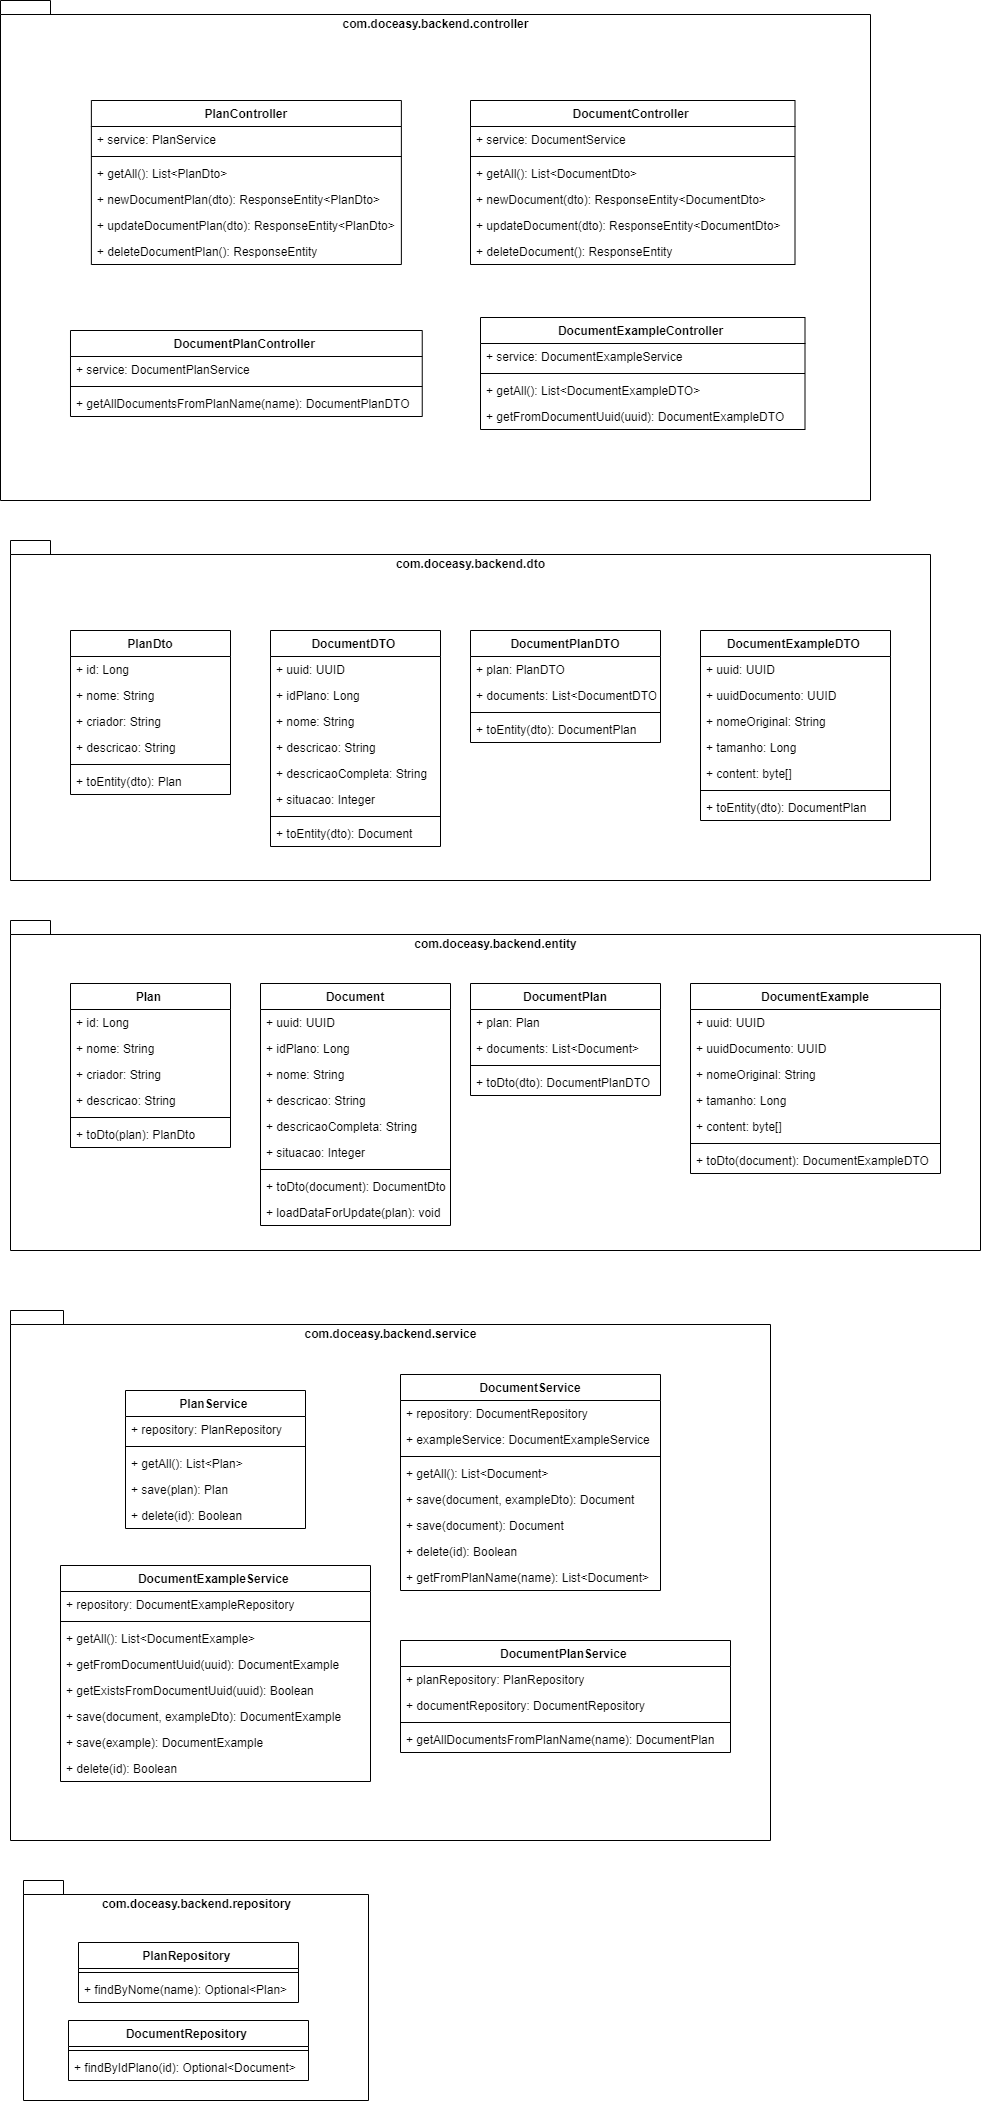 com.doceasy.backend.controller
PlanController
+ service: PlanService
+ getAll(): List<PlanDto>
+ newDocumentPlan(dto): ResponseEntity<PlanDto>
+ updateDocumentPlan(dto): ResponseEntity<PlanDto>
+ deleteDocumentPlan(): ResponseEntity
DocumentController
+ service: DocumentService
+ getAll(): List<DocumentDto>
+ newDocument(dto): ResponseEntity<DocumentDto>
+ updateDocument(dto): ResponseEntity<DocumentDto>
+ deleteDocument(): ResponseEntity
DocumentPlanController
+ service: DocumentPlanService
+ getAllDocumentsFromPlanName(name): DocumentPlanDTO
DocumentExampleController
+ service: DocumentExampleService
+ getAll(): List<DocumentExampleDTO>
+ getFromDocumentUuid(uuid): DocumentExampleDTO
com.doceasy.backend.dto
PlanDto
+ id: Long
+ nome: String
+ criador: String
+ descricao: String
+ toEntity(dto): Plan
DocumentDTO
+ uuid: UUID
+ idPlano: Long
+ nome: String
+ descricao: String
+ descricaoCompleta: String
+ situacao: Integer
+ toEntity(dto): Document
DocumentPlanDTO
+ plan: PlanDTO
+ documents: List<DocumentDTO
+ toEntity(dto): DocumentPlan
DocumentExampleDTO
+ uuid: UUID
+ uuidDocumento: UUID
+ nomeOriginal: String
+ tamanho: Long
+ content: byte[]
+ toEntity(dto): DocumentPlan
com.doceasy.backend.entity
Plan
+ id: Long
+ nome: String
+ criador: String
+ descricao: String
+ toDto(plan): PlanDto
Document
+ uuid: UUID
+ idPlano: Long
+ nome: String
+ descricao: String
+ descricaoCompleta: String
+ situacao: Integer
+ toDto(document): DocumentDto
+ loadDataForUpdate(plan): void
DocumentPlan
+ plan: Plan
+ documents: List<Document>
+ toDto(dto): DocumentPlanDTO
DocumentExample
+ uuid: UUID
+ uuidDocumento: UUID
+ nomeOriginal: String
+ tamanho: Long
+ content: byte[]
+ toDto(document): DocumentExampleDTO
com.doceasy.backend.service
PlanService
+ repository: PlanRepository
+ getAll(): List<Plan>
+ save(plan): Plan
+ delete(id): Boolean
DocumentService
+ repository: DocumentRepository
+ exampleService: DocumentExampleService
+ getAll(): List<Document>
+ save(document, exampleDto): Document
+ save(document): Document
+ delete(id): Boolean
+ getFromPlanName(name): List<Document>
DocumentExampleService
+ repository: DocumentExampleRepository
+ getAll(): List<DocumentExample>
+ getFromDocumentUuid(uuid): DocumentExample
+ getExistsFromDocumentUuid(uuid): Boolean
+ save(document, exampleDto): DocumentExample
+ save(example): DocumentExample
+ delete(id): Boolean
DocumentPlanService
+ planRepository: PlanRepository
+ documentRepository: DocumentRepository
+ getAllDocumentsFromPlanName(name): DocumentPlan
com.doceasy.backend.repository
PlanRepository
+ findByNome(name): Optional<Plan>
DocumentRepository
+ findByIdPlano(id): Optional<Document>